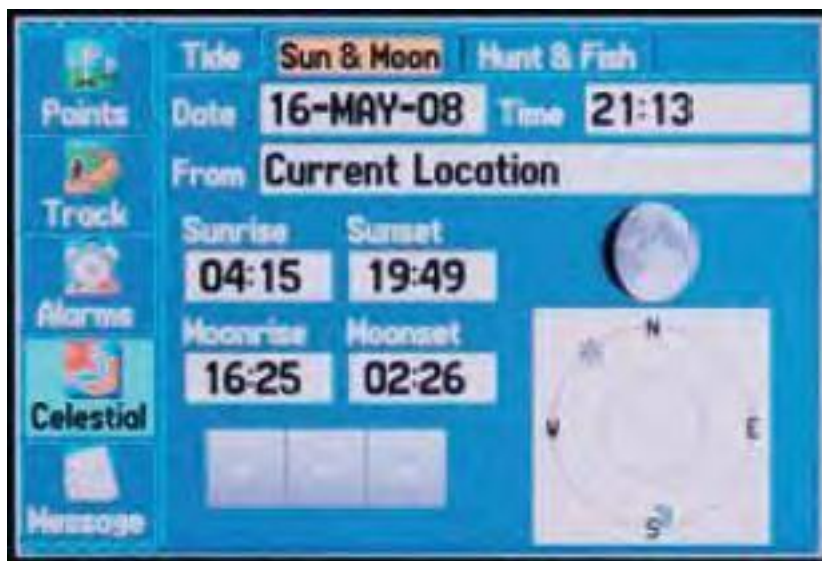 Tide Sun & Moon Hunt & Fish
Points Date 16-MAY-08 Time 21:13
From Current Location
Track
Sunrise Sunset
04:15 19:49
Alarms
Moonrise Moonset
16:25 02:26
Celestial
Message
N
W E
S